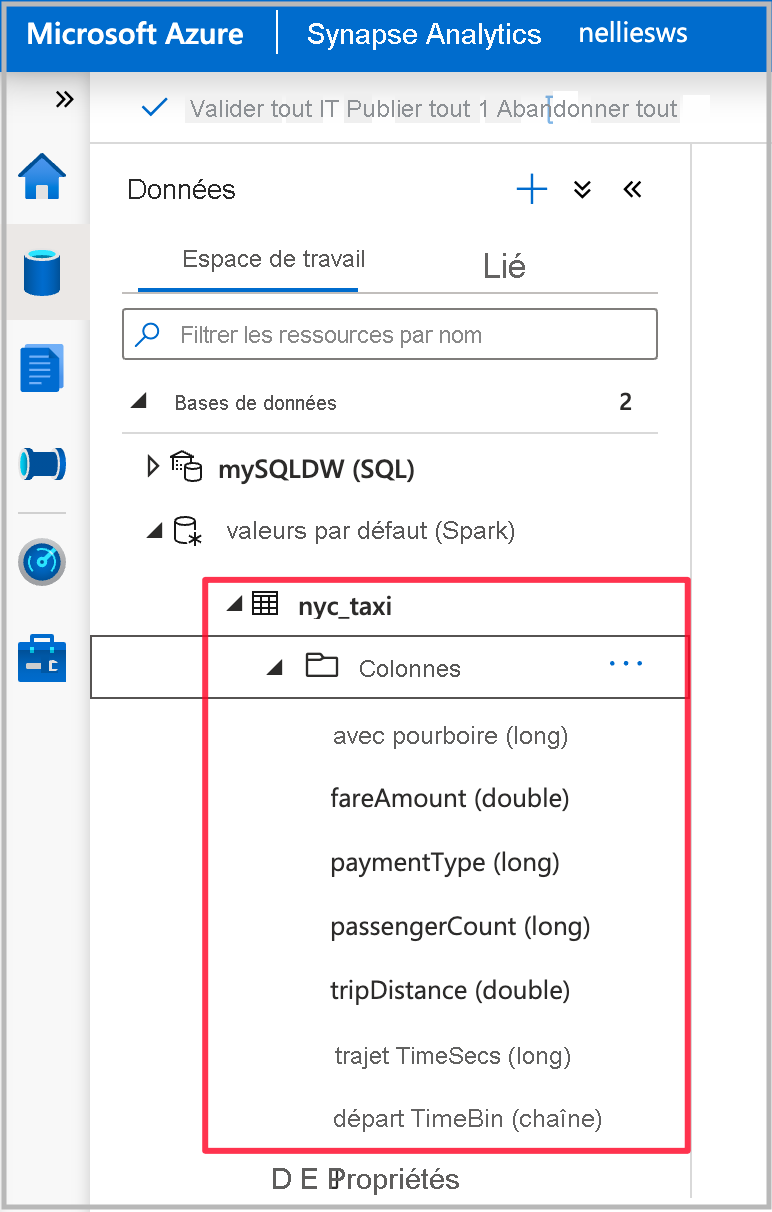 Microsoft Azure | Synapse Analytics nelliesws
Valider tout IT Publier tout 1 Abandonner tout
Données
Espace de travail Lié
Filtrer les ressources par nom
Bases de données 2
mySQLDW (SQL)
valeurs par défaut (Spark)
nyc_taxi
Colonnes ...
avec pourboire (long)
fareAmount (double)
paymentType (long)
passengerCount (long)
tripDistance (double)
trajet TimeSecs (long)
départ TimeBin (chaîne)
D E Propriétés